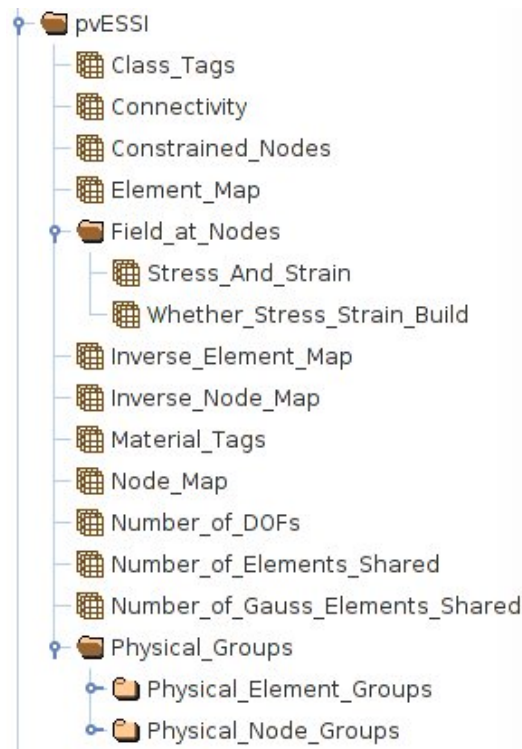 pvESSI
Class_Tags
Connectivity
Constrained_Nodes
Element_Map
Field_at_Nodes
Stress_And_Strain
Whether_Stress_Strain_Build
Inverse_Element_Map
Inverse_Node_Map
Material_Tags
Node_Map
Number_of_DOFs
Number_of_Elements_Shared
Number_of_Gauss_Elements_Shared
Physical_Groups
Physical_Element_Groups
Physical_Node_Groups